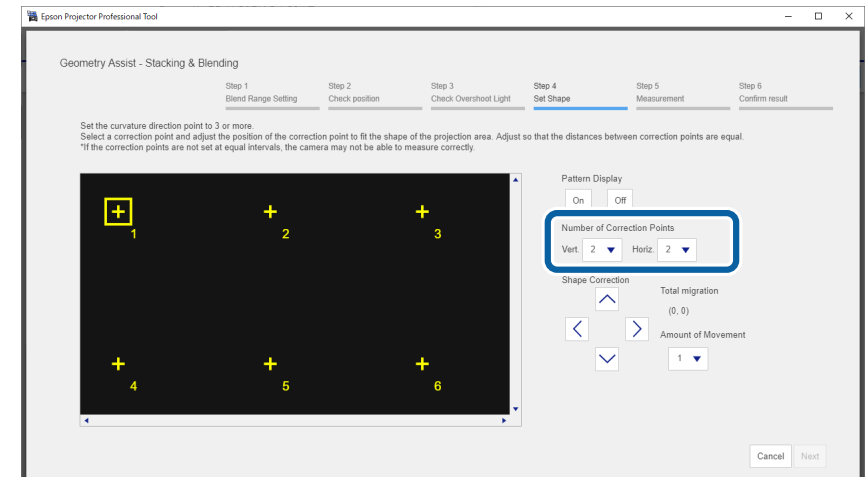 Epson Projector Professional Tool
Geometry Assist - Stacking & Blending
Step 1 Step 2 Step 3 Step 4 Step 5 Step 6
Blend Range Setting Check position Check Overshoot Light Set Shape Measurement Confirm result
Set the curvature direction point to 3 or more.
Select a correction point and adjust the position of the correction point to fit the shape of the projection area. Adjust so that the distances between correction points are equal.
*If the correction points are not set at equal intervals, the camera may not be able to measure correctly.
Pattern Display
On Off
Number of Correction Points
Vert. 2 Horiz. 2
Shape Correction
Total migration
(0, 0)
Amount of Movement
1
1 2 3
4 5 6
Cancel Next